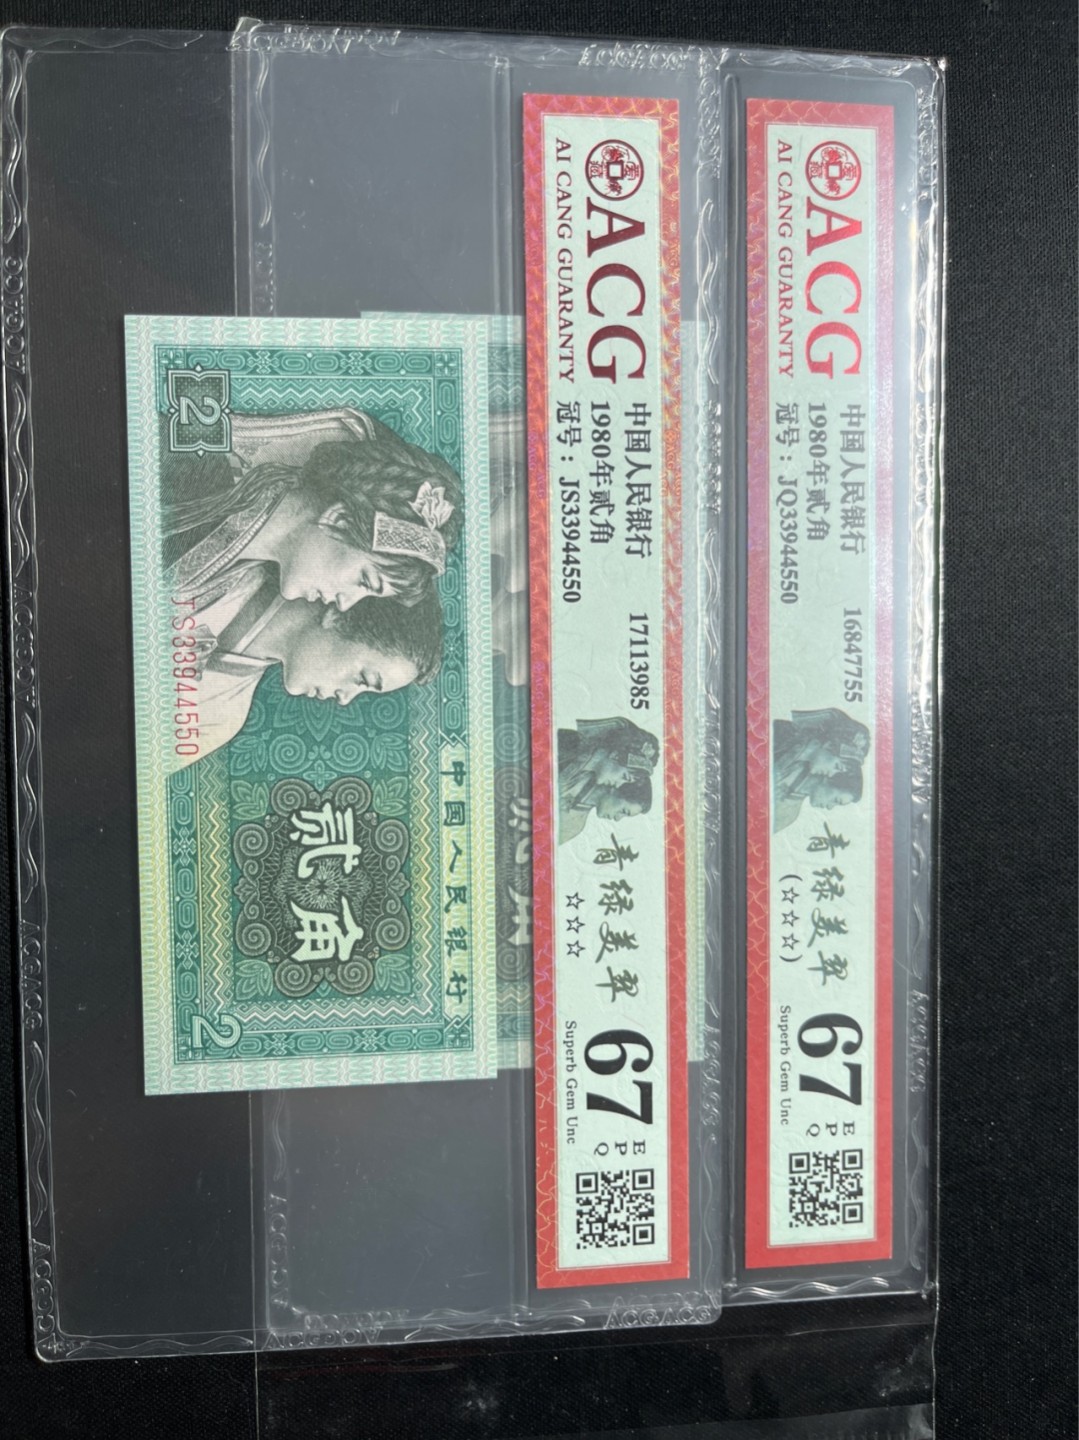 ACG
AI CANG GUARANTY
中国人民银行 16847755
1980年贰角
冠号：JQ33944550
青绿美翠
(☆☆☆)
67
EPQ
Superb Gem Unc
ACG
AI CANG GUARANTY
中国人民银行 17113985
1980年贰角
冠号：JS33944550
青绿美翠
☆☆☆
67
EPQ
Superb Gem Unc
中国人民银行
贰角
2
2
JS33944550